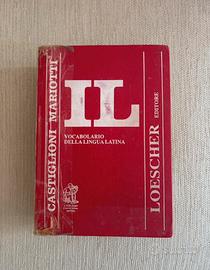 CASTIGLIONI MARIOTTI
IL
VOCABOLARIO
DELLA LINGUA LATINA
LOESCHER
EDITORE